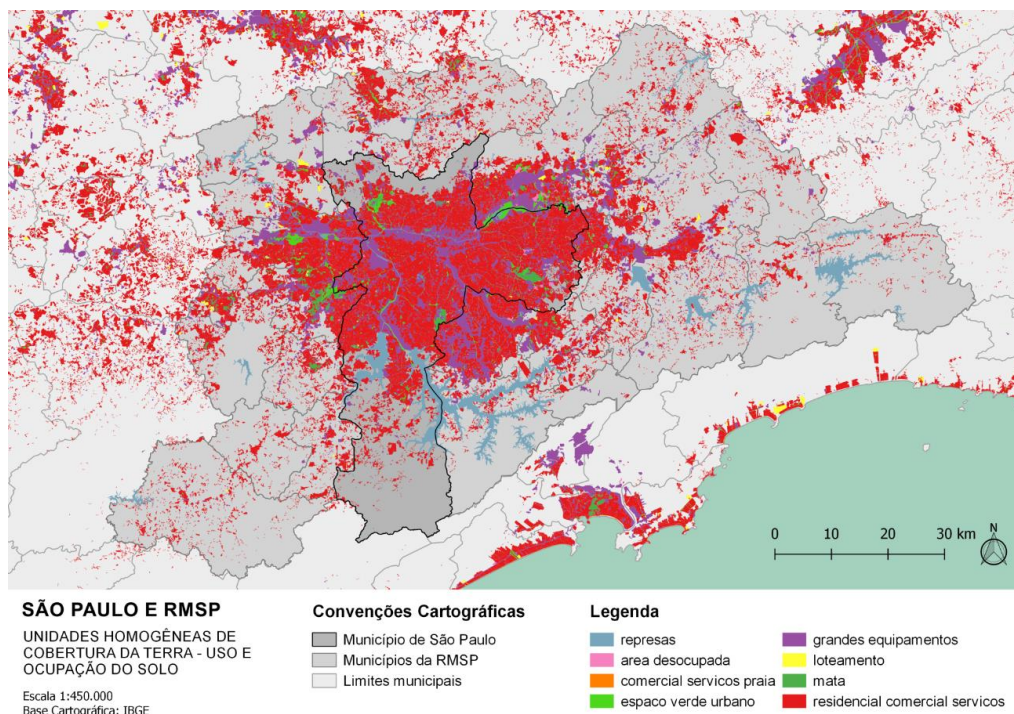 0 10 20 30 km
N
SÃO PAULO E RMSP
UNIDADES HOMOGÊNEAS DE
COBERTURA DA TERRA - USO E
OCUPAÇÃO DO SOLO
Escala 1:450.000
Base Cartográfica: IBGE
Convenções Cartográficas
Município de São Paulo
Municípios da RMSP
Limites municipais
Legenda
represas
area desocupada
comercial servicos praia
espaco verde urbano
grandes equipamentos
loteamento
mata
residencial comercial servicos